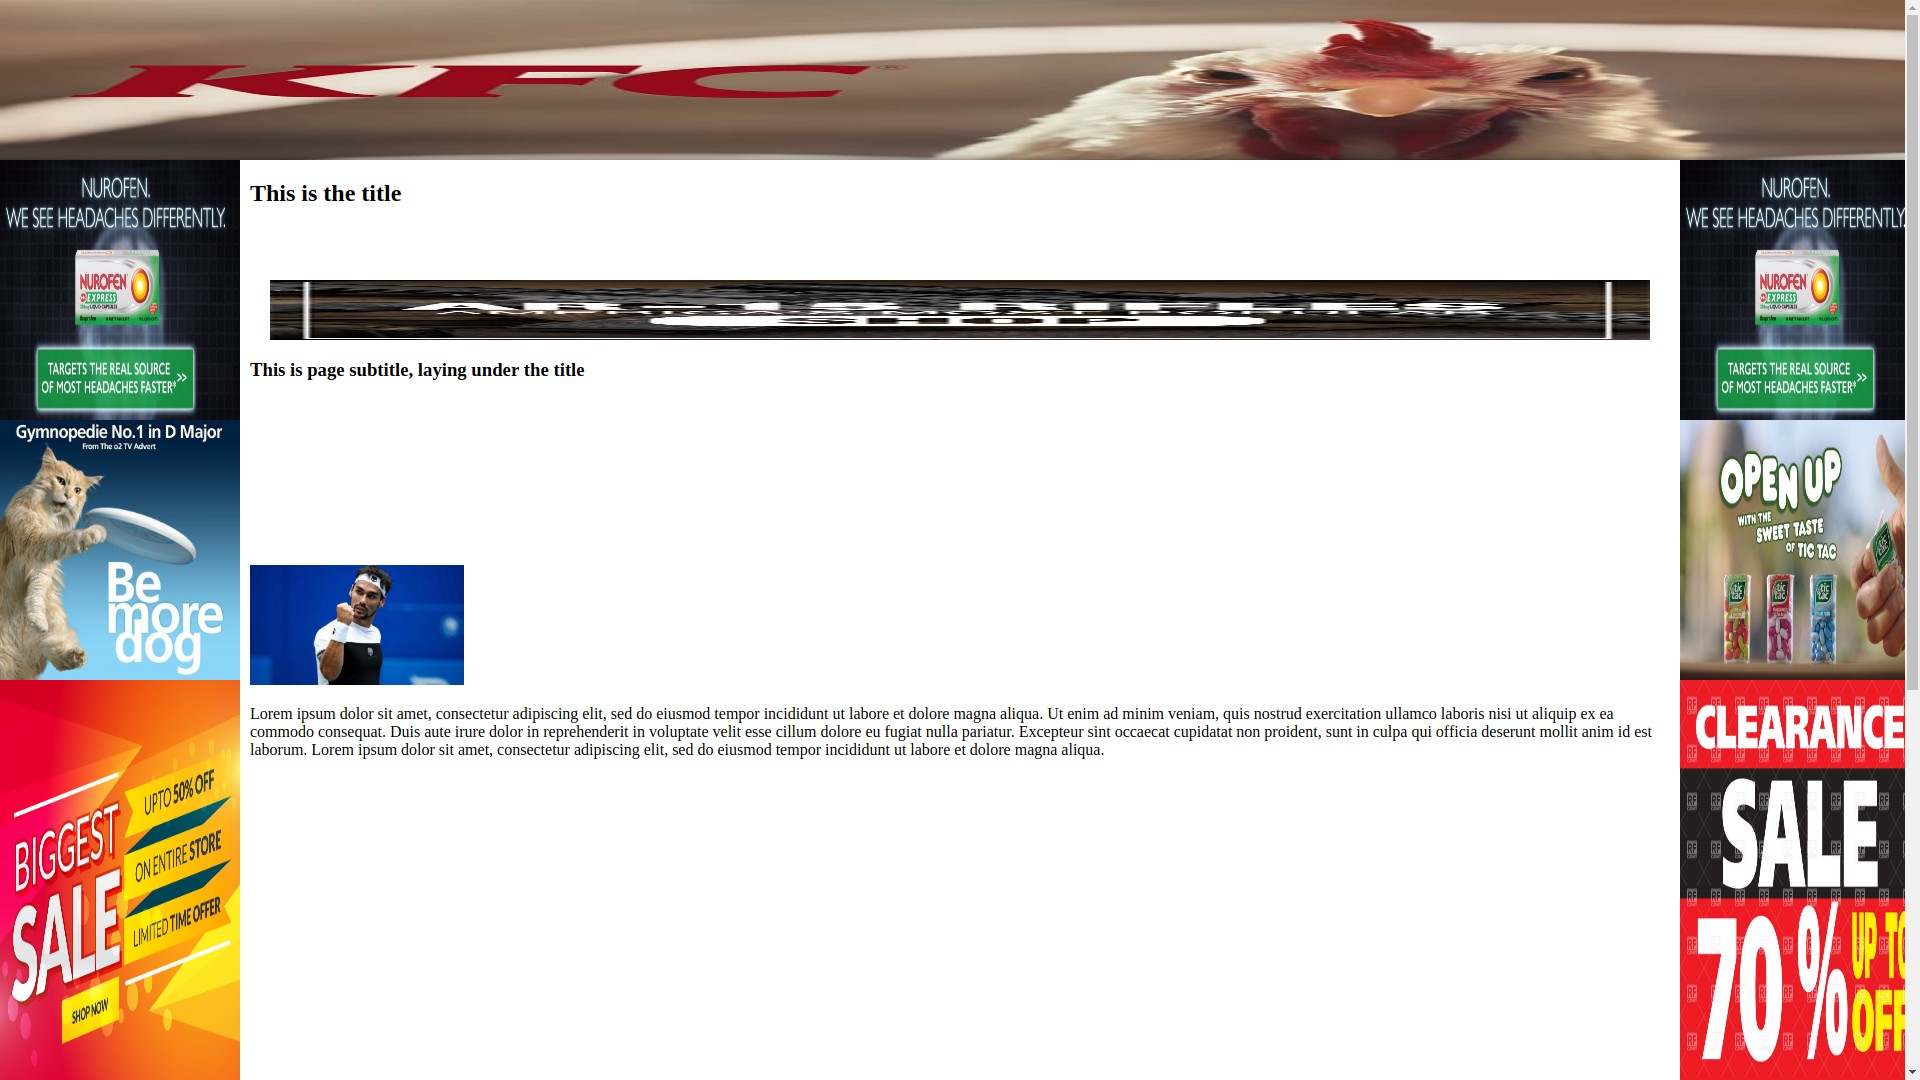 KFC®
NUROFEN.
WE SEE HEADACHES DIFFERENTLY.
NUROFEN
EXPRESS
TARGETS THE REAL SOURCE
OF MOST HEADACHES FASTER* »
Gymnopedie No.1 in D Major
From The o2 TV Advert
Be
more
dog
BIGGEST
SALE
UPTO 50% OFF
ON ENTIRE STORE
LIMITED TIME OFFER
SHOP NOW
This is the title
AR-15 RIFLES
SHOP
This is page subtitle, laying under the title
Lorem ipsum dolor sit amet, consectetur adipiscing elit, sed do eiusmod tempor incididunt ut labore et dolore magna aliqua. Ut enim ad minim veniam, quis nostrud exercitation ullamco laboris nisi ut aliquip ex ea
commodo consequat. Duis aute irure dolor in reprehenderit in voluptate velit esse cillum dolore eu fugiat nulla pariatur. Excepteur sint occaecat cupidatat non proident, sunt in culpa qui officia deserunt mollit anim id est
laborum. Lorem ipsum dolor sit amet, consectetur adipiscing elit, sed do eiusmod tempor incididunt ut labore et dolore magna aliqua.
NUROFEN.
WE SEE HEADACHES DIFFERENTLY.
NUROFEN
EXPRESS
TARGETS THE REAL SOURCE
OF MOST HEADACHES FASTER* »
OPEN UP
WITH THE
SWEET TASTE
OF TIC TAC
tic tac
tic tac
tic tac
CLEARANCE
SALE
70%
UP TO
OFF